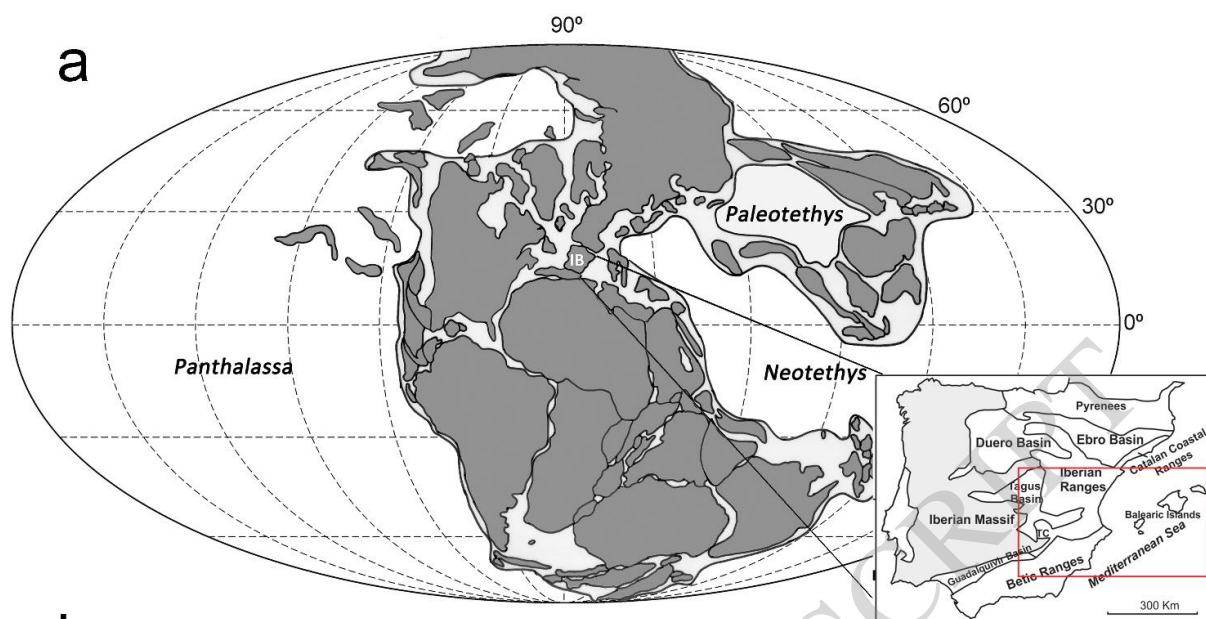 a
90º
60º
30º
0º
Paleotethys
IB
Panthalassa
Neotethys
Pyrenees
Duero Basin
Ebro Basin
Catalan Coastal
Ranges
Iberian
Ranges
Tagus
Basin
Iberian Massif
TC
Balearic Islands
Mediterranean Sea
Guadalquivir Basin
Betic Ranges
300 Km
SCRIPT